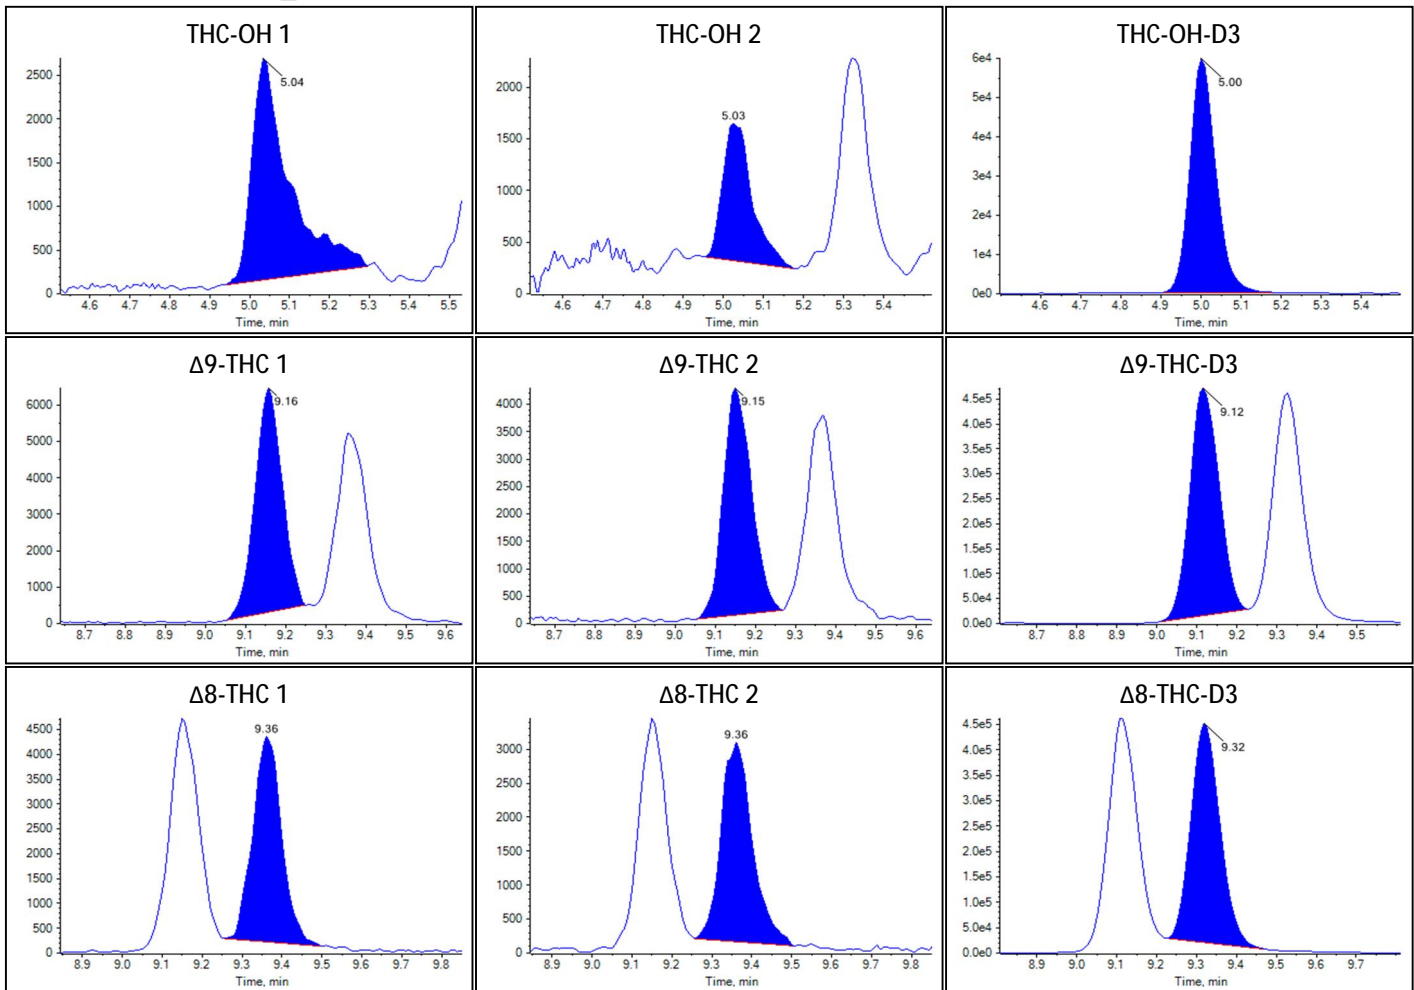 THC-OH 1
2500
2000
1500
1000
500
0
5.04
4.6 4.7 4.8 4.9 5.0 5.1 5.2 5.3 5.4 5.5
Time, min
THC-OH 2
2000
1500
1000
500
0
5.03
4.6 4.7 4.8 4.9 5.0 5.1 5.2 5.3 5.4
Time, min
THC-OH-D3
6e4
5e4
4e4
3e4
2e4
1e4
0e0
5.00
4.6 4.7 4.8 4.9 5.0 5.1 5.2 5.3 5.4
Time, min
Δ9-THC 1
6000
5000
4000
3000
2000
1000
0
9.16
8.7 8.8 8.9 9.0 9.1 9.2 9.3 9.4 9.5 9.6
Time, min
Δ9-THC 2
4000
3500
3000
2500
2000
1500
1000
500
0
9.15
8.7 8.8 8.9 9.0 9.1 9.2 9.3 9.4 9.5 9.6
Time, min
Δ9-THC-D3
4.5e5
4.0e5
3.5e5
3.0e5
2.5e5
2.0e5
1.5e5
1.0e5
5.0e4
0.0e0
9.12
8.7 8.8 8.9 9.0 9.1 9.2 9.3 9.4 9.5
Time, min
Δ8-THC 1
4500
4000
3500
3000
2500
2000
1500
1000
500
0
9.36
8.9 9.0 9.1 9.2 9.3 9.4 9.5 9.6 9.7 9.8
Time, min
Δ8-THC 2
3000
2500
2000
1500
1000
500
0
9.36
8.9 9.0 9.1 9.2 9.3 9.4 9.5 9.6 9.7 9.8
Time, min
Δ8-THC-D3
4.5e5
4.0e5
3.5e5
3.0e5
2.5e5
2.0e5
1.5e5
1.0e5
5.0e4
0.0e0
9.32
8.9 9.0 9.1 9.2 9.3 9.4 9.5 9.6 9.7
Time, min